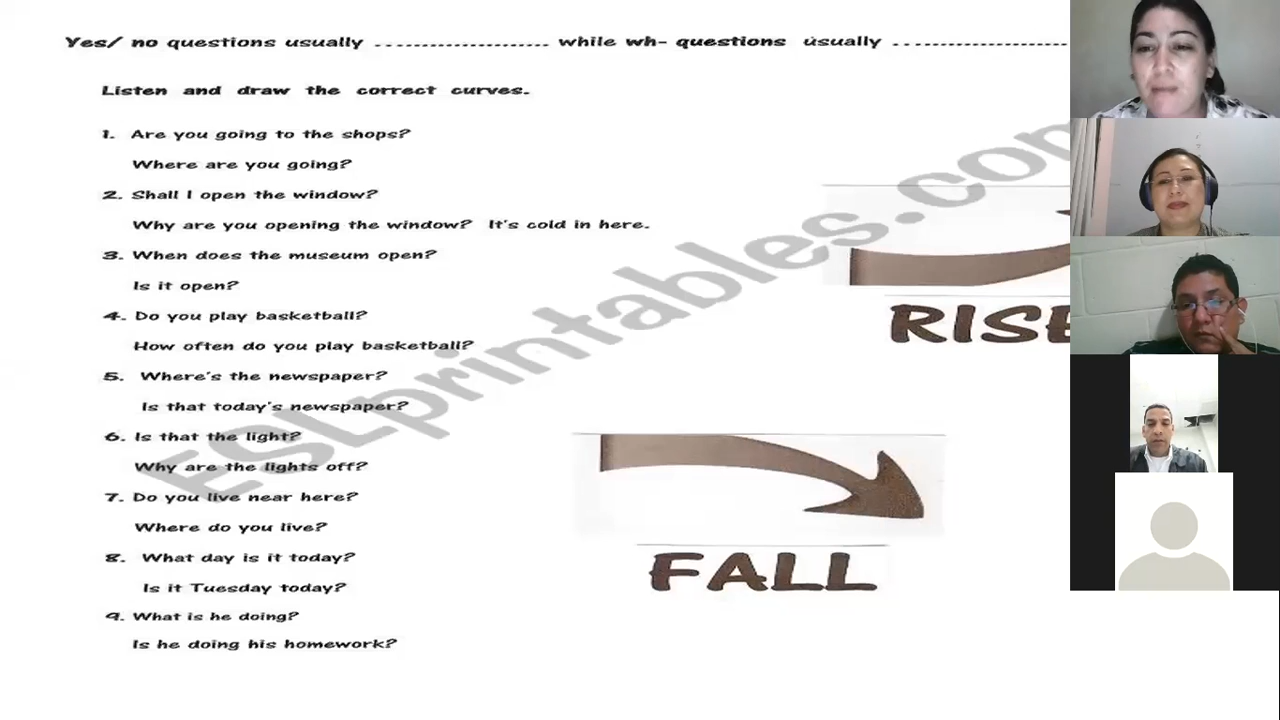 Yes/ no questions usually ..................... while wh- questions usually .....................
Listen and draw the correct curves.
1. Are you going to the shops?
Where are you going?
2. Shall I open the window?
Why are you opening the window? It's cold in here.
3. When does the museum open?
Is it open?
4. Do you play basketball?
How often do you play basketball?
5. Where's the newspaper?
Is that today's newspaper?
6. Is that the light?
Why are the lights off?
7. Do you live near here?
Where do you live?
8. What day is it today?
Is it Tuesday today?
9. What is he doing?
Is he doing his homework?
RISE
FALL
ESLprintables.com